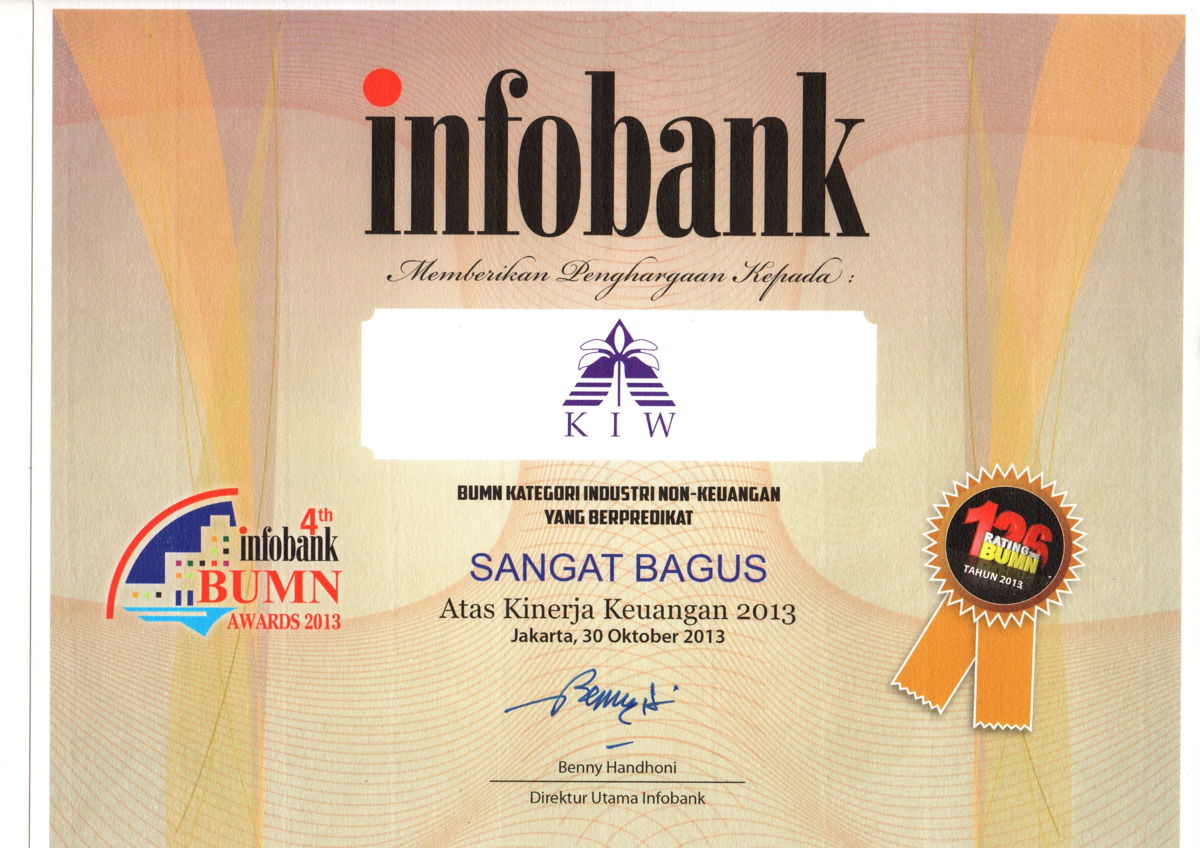 infobank
Memberikan Penghargaan Kepada :
KIW
BUMN KATEGORI INDUSTRI NON-KEUANGAN
YANG BERPREDIKAT
SANGAT BAGUS
Atas Kinerja Keuangan 2013
Jakarta, 30 Oktober 2013
4th
infobank
BUMN
AWARDS 2013
126
RATING
BUMN
TAHUN 2013
Benny H
Benny Handhoni
Direktur Utama Infobank